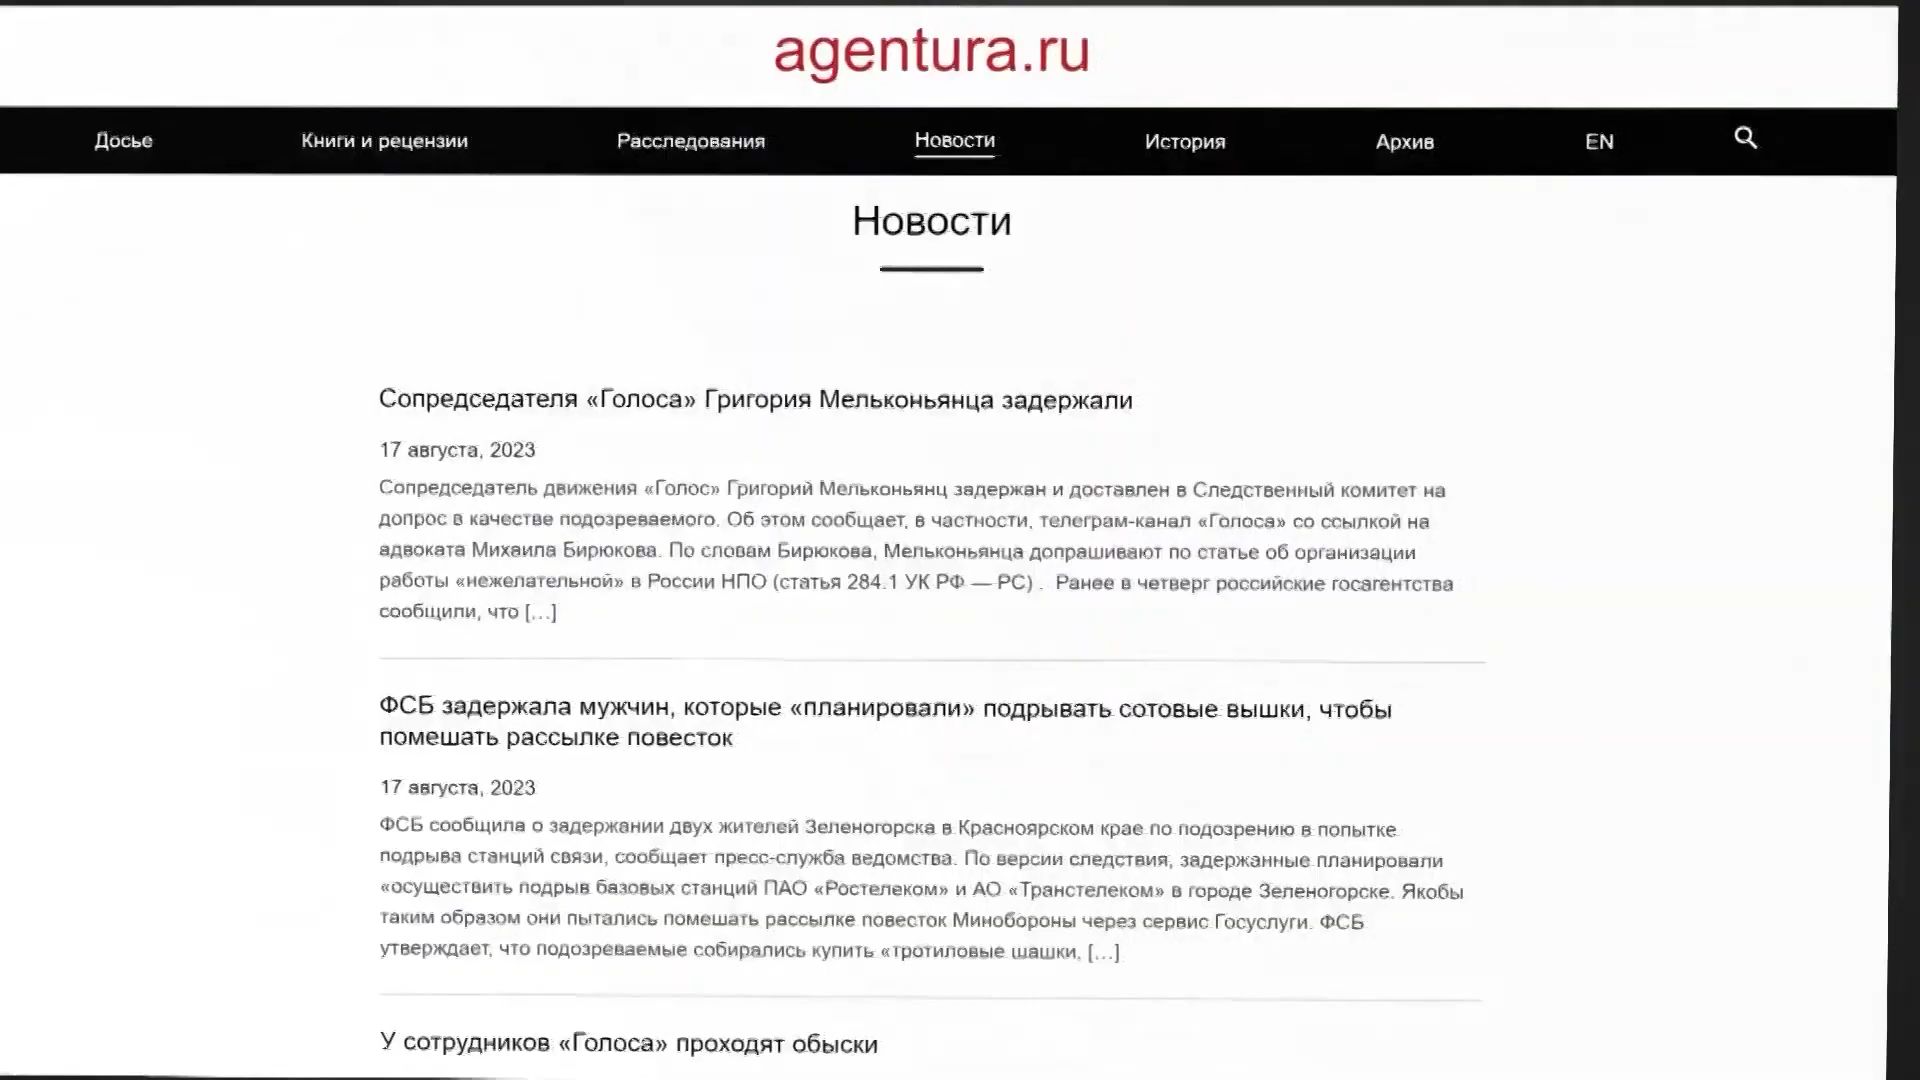 agentura.ru
Досье Книги и рецензии Расследования Новости История Архив EN
Новости
Сопредседателя «Голоса» Григория Мельконьянца задержали
17 августа, 2023
Сопредседатель движения «Голос» Григорий Мельконьянц задержан и доставлен в Следственный комитет на
допрос в качестве подозреваемого. Об этом сообщает, в частности, телеграм-канал «Голоса» со ссылкой на
адвоката Михаила Бирюкова. По словам Бирюкова, Мельконьянца допрашивают по статье об организации
работы «нежелательной» в России НПО (статья 284.1 УК РФ — РС) . Ранее в четверг российские госагентства
сообщили, что […]
ФСБ задержала мужчин, которые «планировали» подрывать сотовые вышки, чтобы
помешать рассылке повесток
17 августа, 2023
ФСБ сообщила о задержании двух жителей Зеленогорска в Красноярском крае по подозрению в попытке
подрыва станций связи, сообщает пресс-служба ведомства. По версии следствия, задержанные планировали
«осуществить подрыв базовых станций ПАО «Ростелеком» и АО «Транстелеком» в городе Зеленогорске. Якобы
таким образом они пытались помешать рассылке повесток Минобороны через сервис Госуслуги. ФСБ
утверждает, что подозреваемые собирались купить «тротиловые шашки, […]
У сотрудников «Голоса» проходят обыски